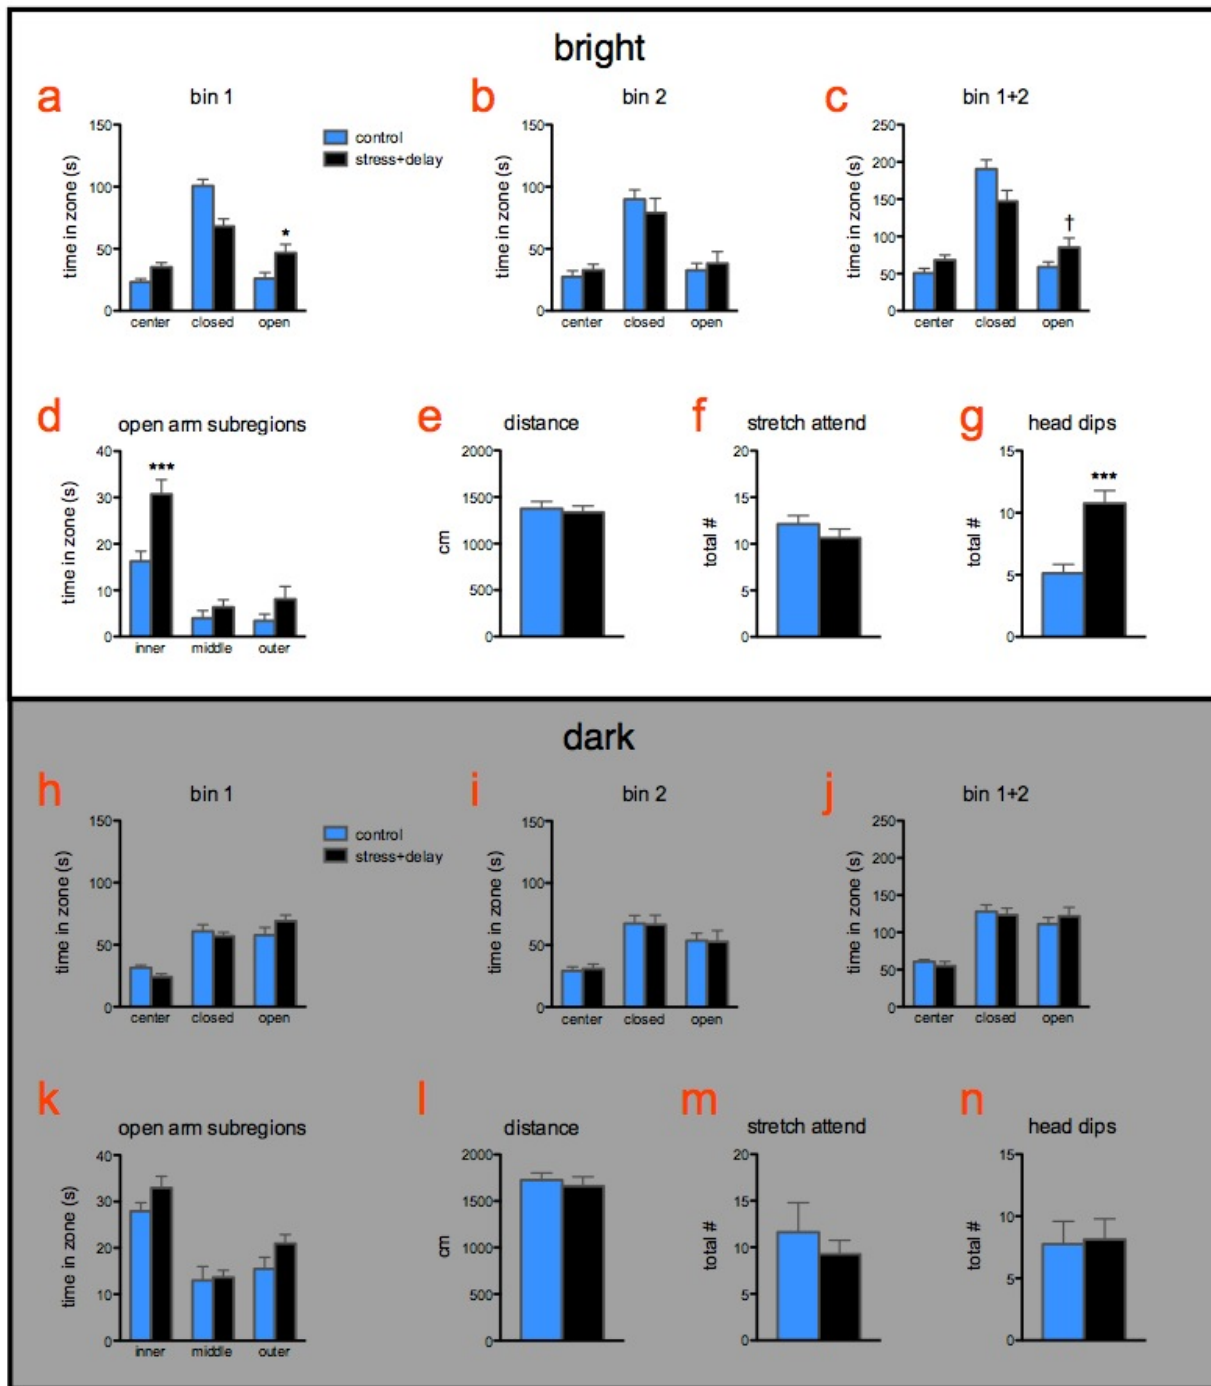 bright
a
bin 1
time in zone (s)
150
100
50
0
center closed open
*
control
stress+delay
b
bin 2
time in zone (s)
150
100
50
0
center closed open
c
bin 1+2
time in zone (s)
250
200
150
100
50
0
center closed open
†
d
open arm subregions
time in zone (s)
40
30
20
10
0
inner middle outer
***
e
distance
cm
2000
1500
1000
500
0
f
stretch attend
total #
20
15
10
5
0
g
head dips
total #
15
10
5
0
***
dark
h
bin 1
time in zone (s)
150
100
50
0
center closed open
control
stress+delay
i
bin 2
time in zone (s)
150
100
50
0
center closed open
j
bin 1+2
time in zone (s)
250
200
150
100
50
0
center closed open
k
open arm subregions
time in zone (s)
40
30
20
10
0
inner middle outer
l
distance
cm
2000
1500
1000
500
0
m
stretch attend
total #
20
15
10
5
0
n
head dips
total #
15
10
5
0